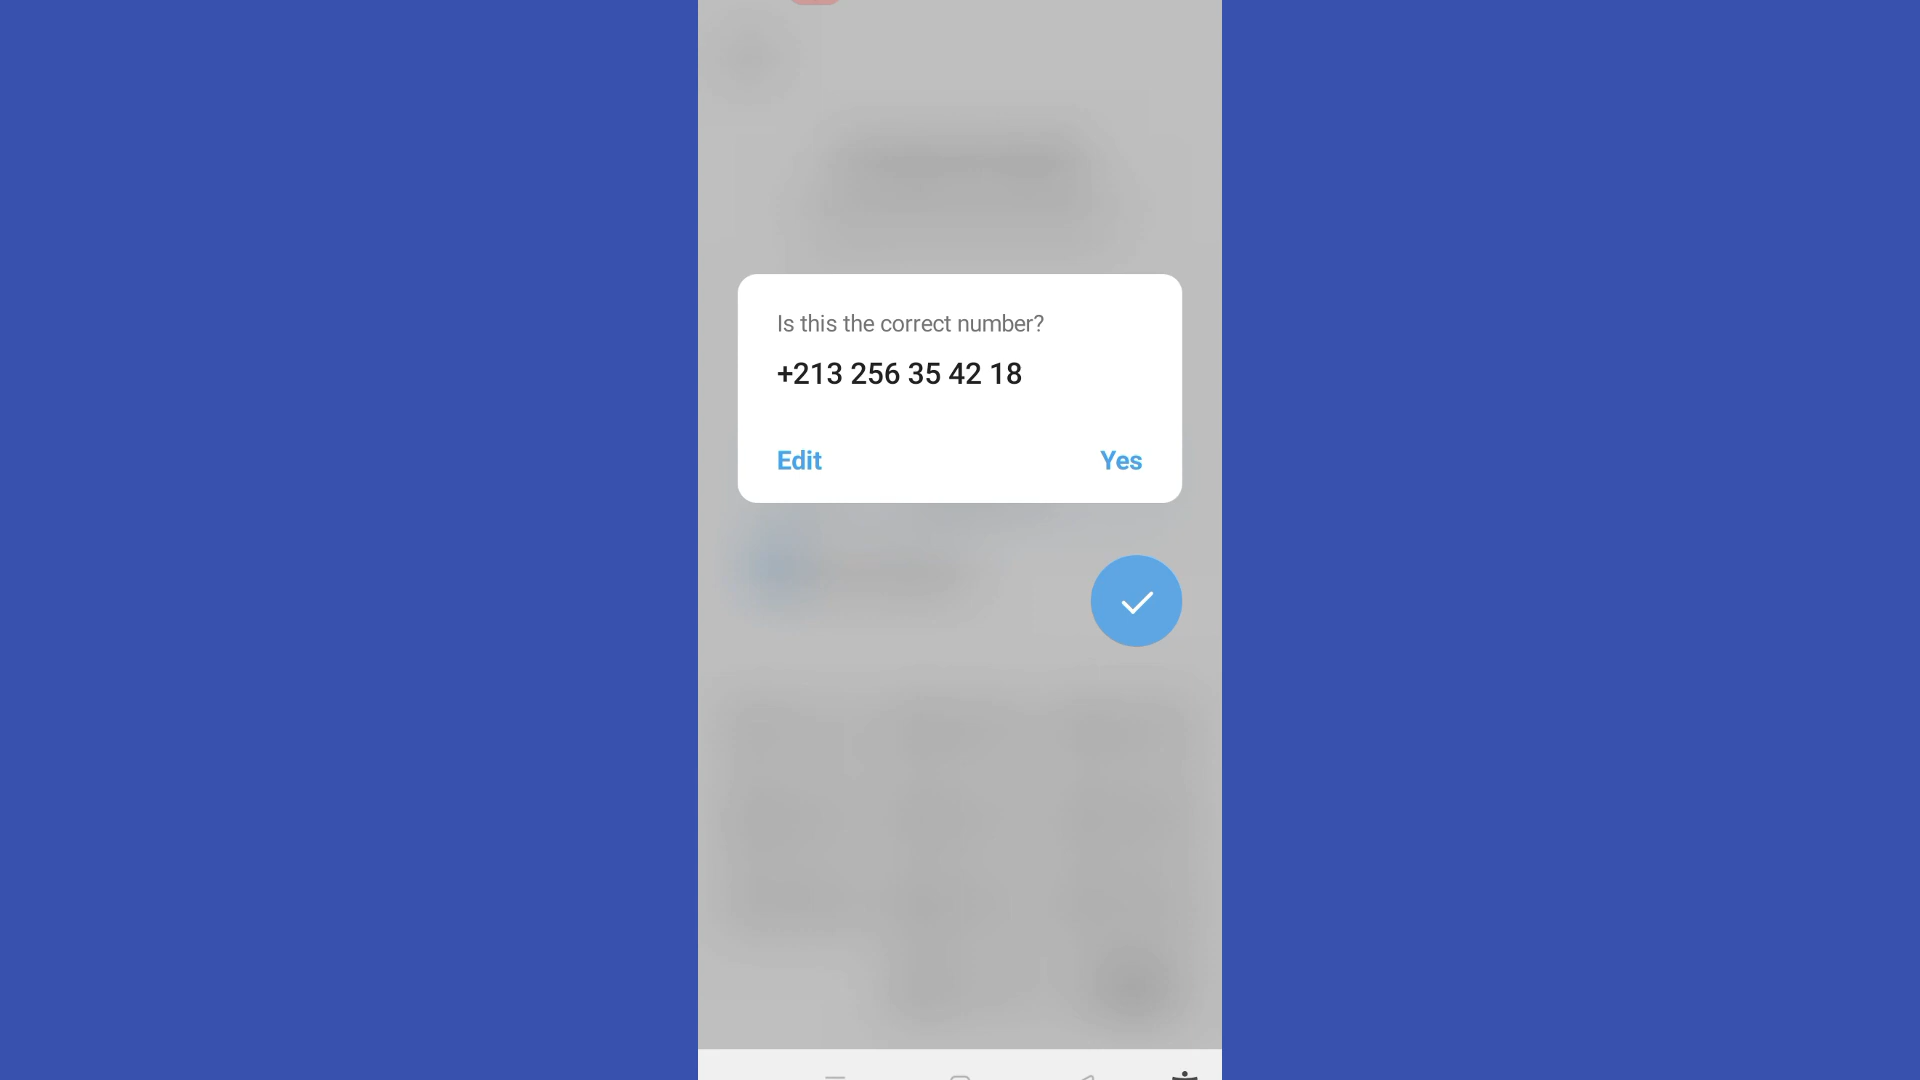 Is this the correct number?
+213 256 35 42 18
Edit
Yes